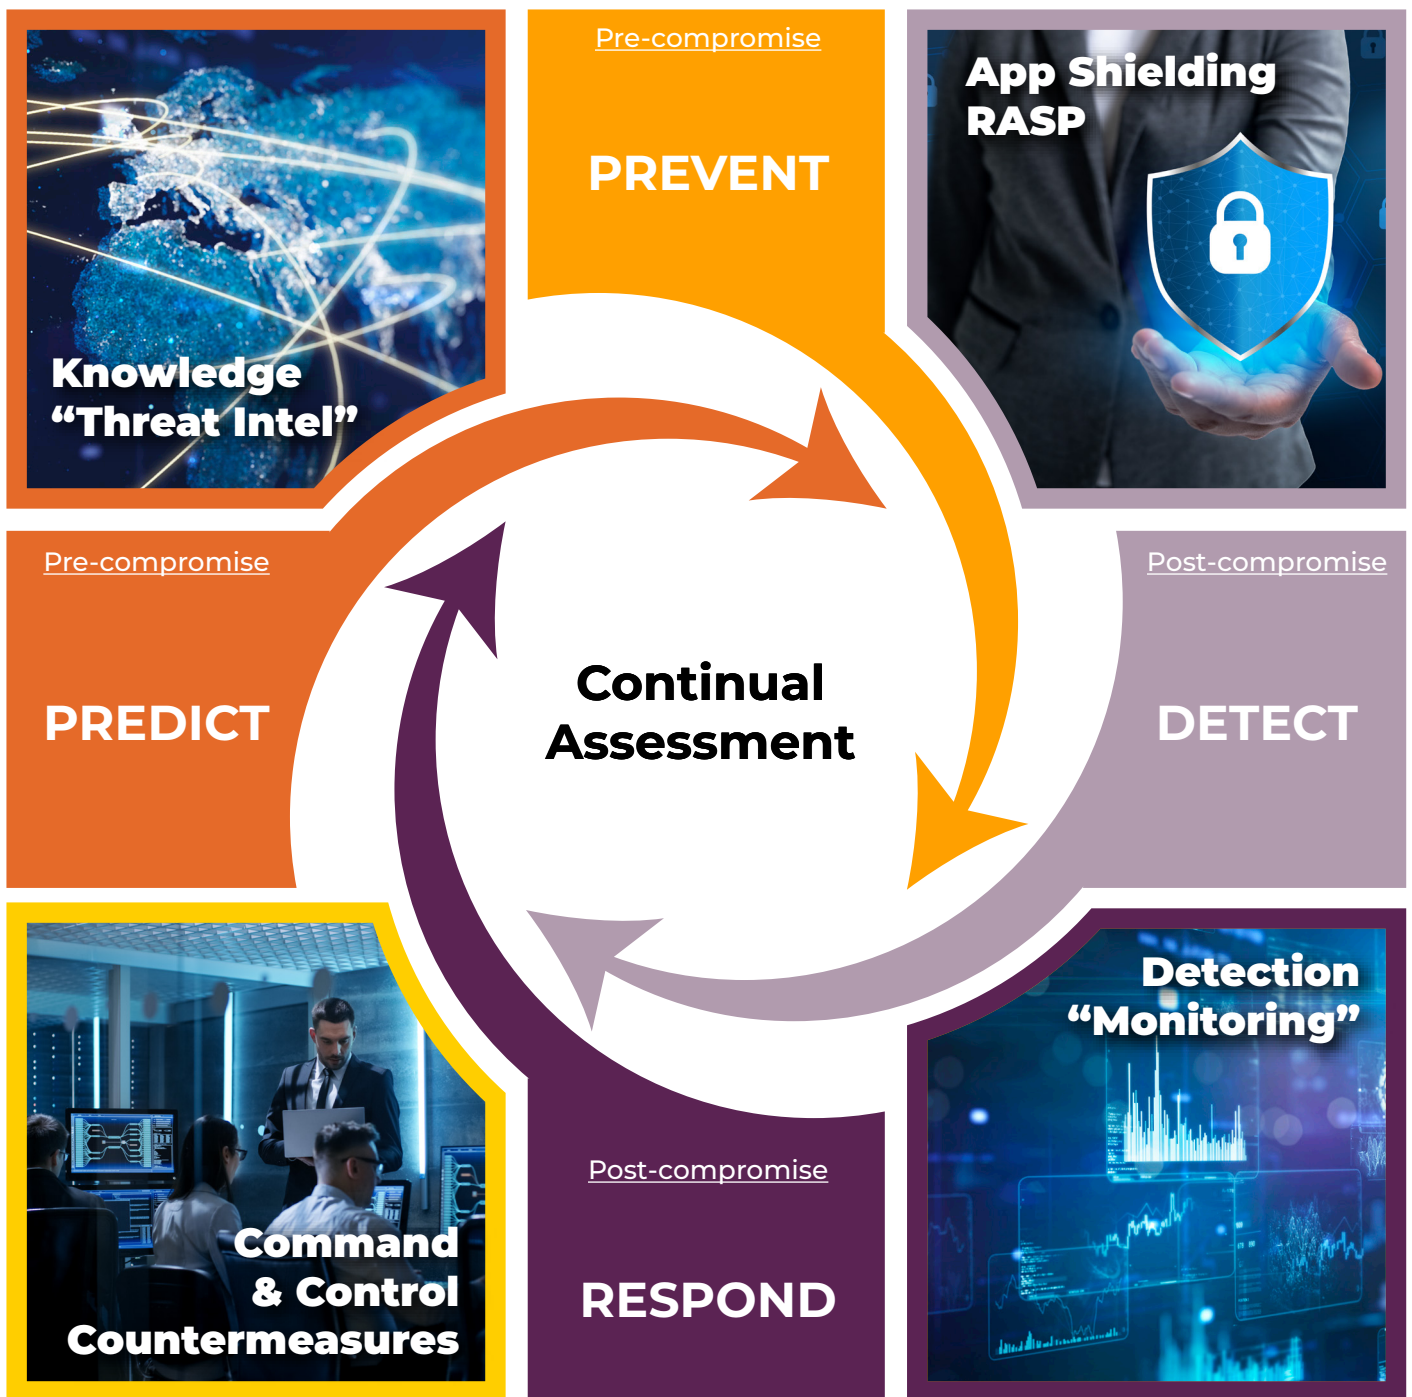 Pre-compromise
PREVENT
App Shielding
RASP
Knowledge
“Threat Intel”
Pre-compromise
PREDICT
Continual
Assessment
Post-compromise
DETECT
Command
& Control
Countermeasures
Post-compromise
RESPOND
Detection
“Monitoring”